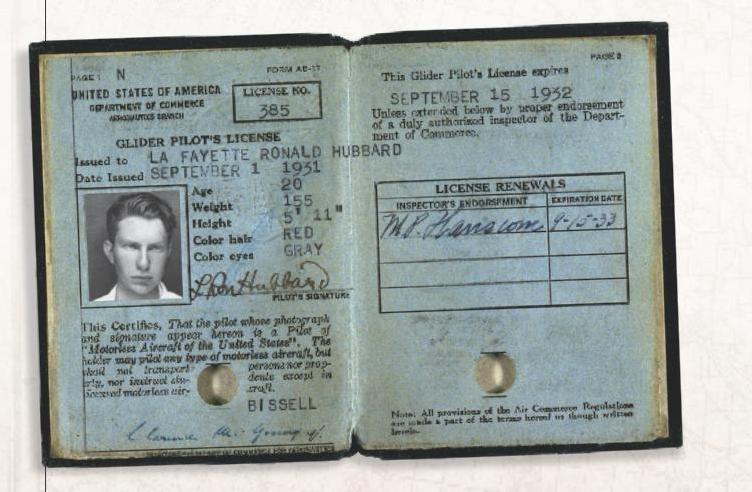 PAGE 1 N FORM AB-17
UNITED STATES OF AMERICA
DEPARTMENT OF COMMERCE
AERONAUTICS BRANCH
LICENSE NO.
385
GLIDER PILOT'S LICENSE
Issued to LA FAYETTE RONALD HUBBARD
Date Issued SEPTEMBER 1 1931
Age 20
Weight 155
Height 5' 11"
Color hair RED
Color eyes GRAY
L Ron Hubbard
PILOT'S SIGNATURE
This Certifies, That the pilot whose photograph
and signature appear hereon is a Pilot of
"Motorless Aircraft of the United States". The
holder may pilot any type of motorless aircraft, but
shall not transport persons nor prop-
erty, nor instruct stu- dents except in
licensed motorless air- craft.
BISSELL
Clarence M. Young
PAGE 2
This Glider Pilot's License expires
SEPTEMBER 15 1932
Unless extended below by proper endorsement
of a duly authorized inspector of the Depart-
ment of Commerce.
LICENSE RENEWALS
INSPECTOR'S ENDORSEMENT EXPIRATION DATE
M.P. Hanscom 9-15-33
Note: All provisions of the Air Commerce Regulations
are made a part of the terms hereof as though written
herein.